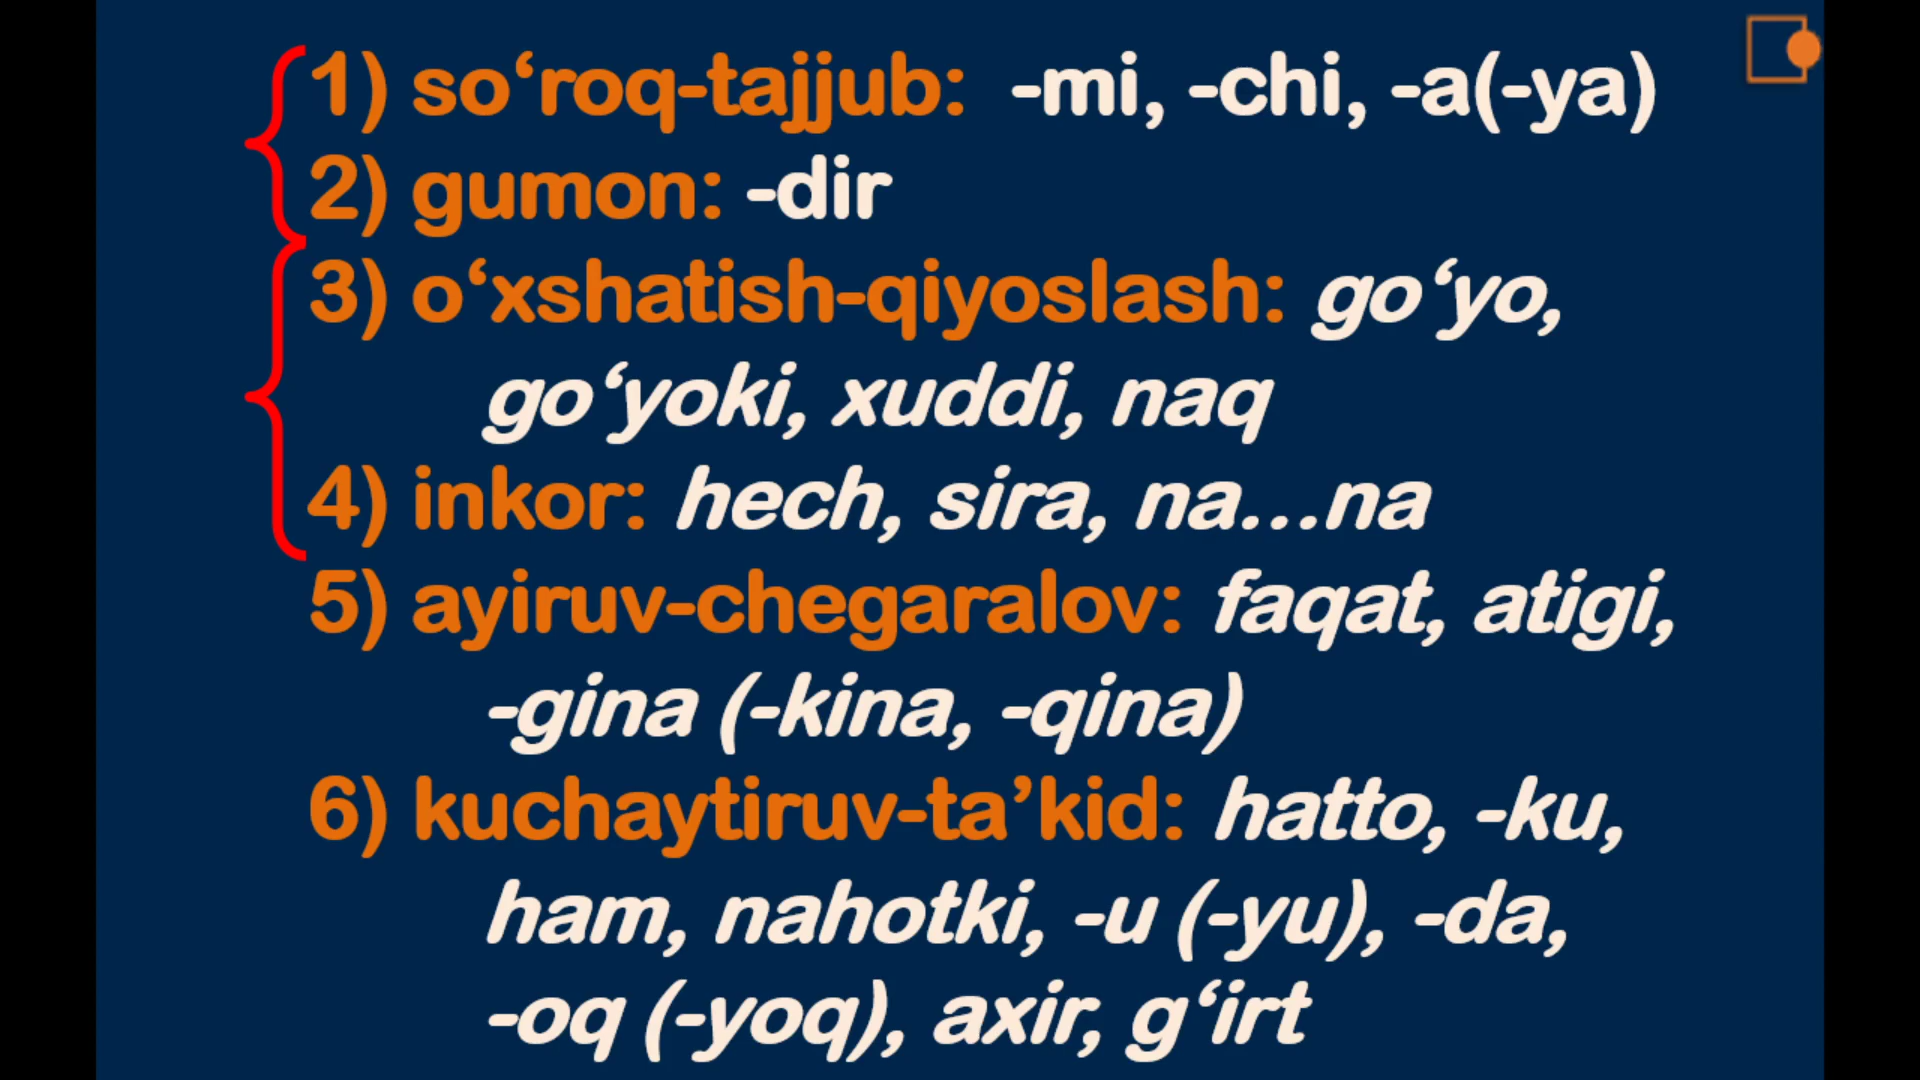 1) so‘roq-tajjub: -mi, -chi, -a(-ya)
2) gumon: -dir
3) o‘xshatish-qiyoslash: go‘yo,
go‘yoki, xuddi, naq
4) inkor: hech, sira, na...na
5) ayiruv-chegaralov: faqat, atigi,
-gina (-kina, -qina)
6) kuchaytiruv-ta’kid: hatto, -ku,
ham, nahotki, -u (-yu), -da,
-oq (-yoq), axir, g‘irt